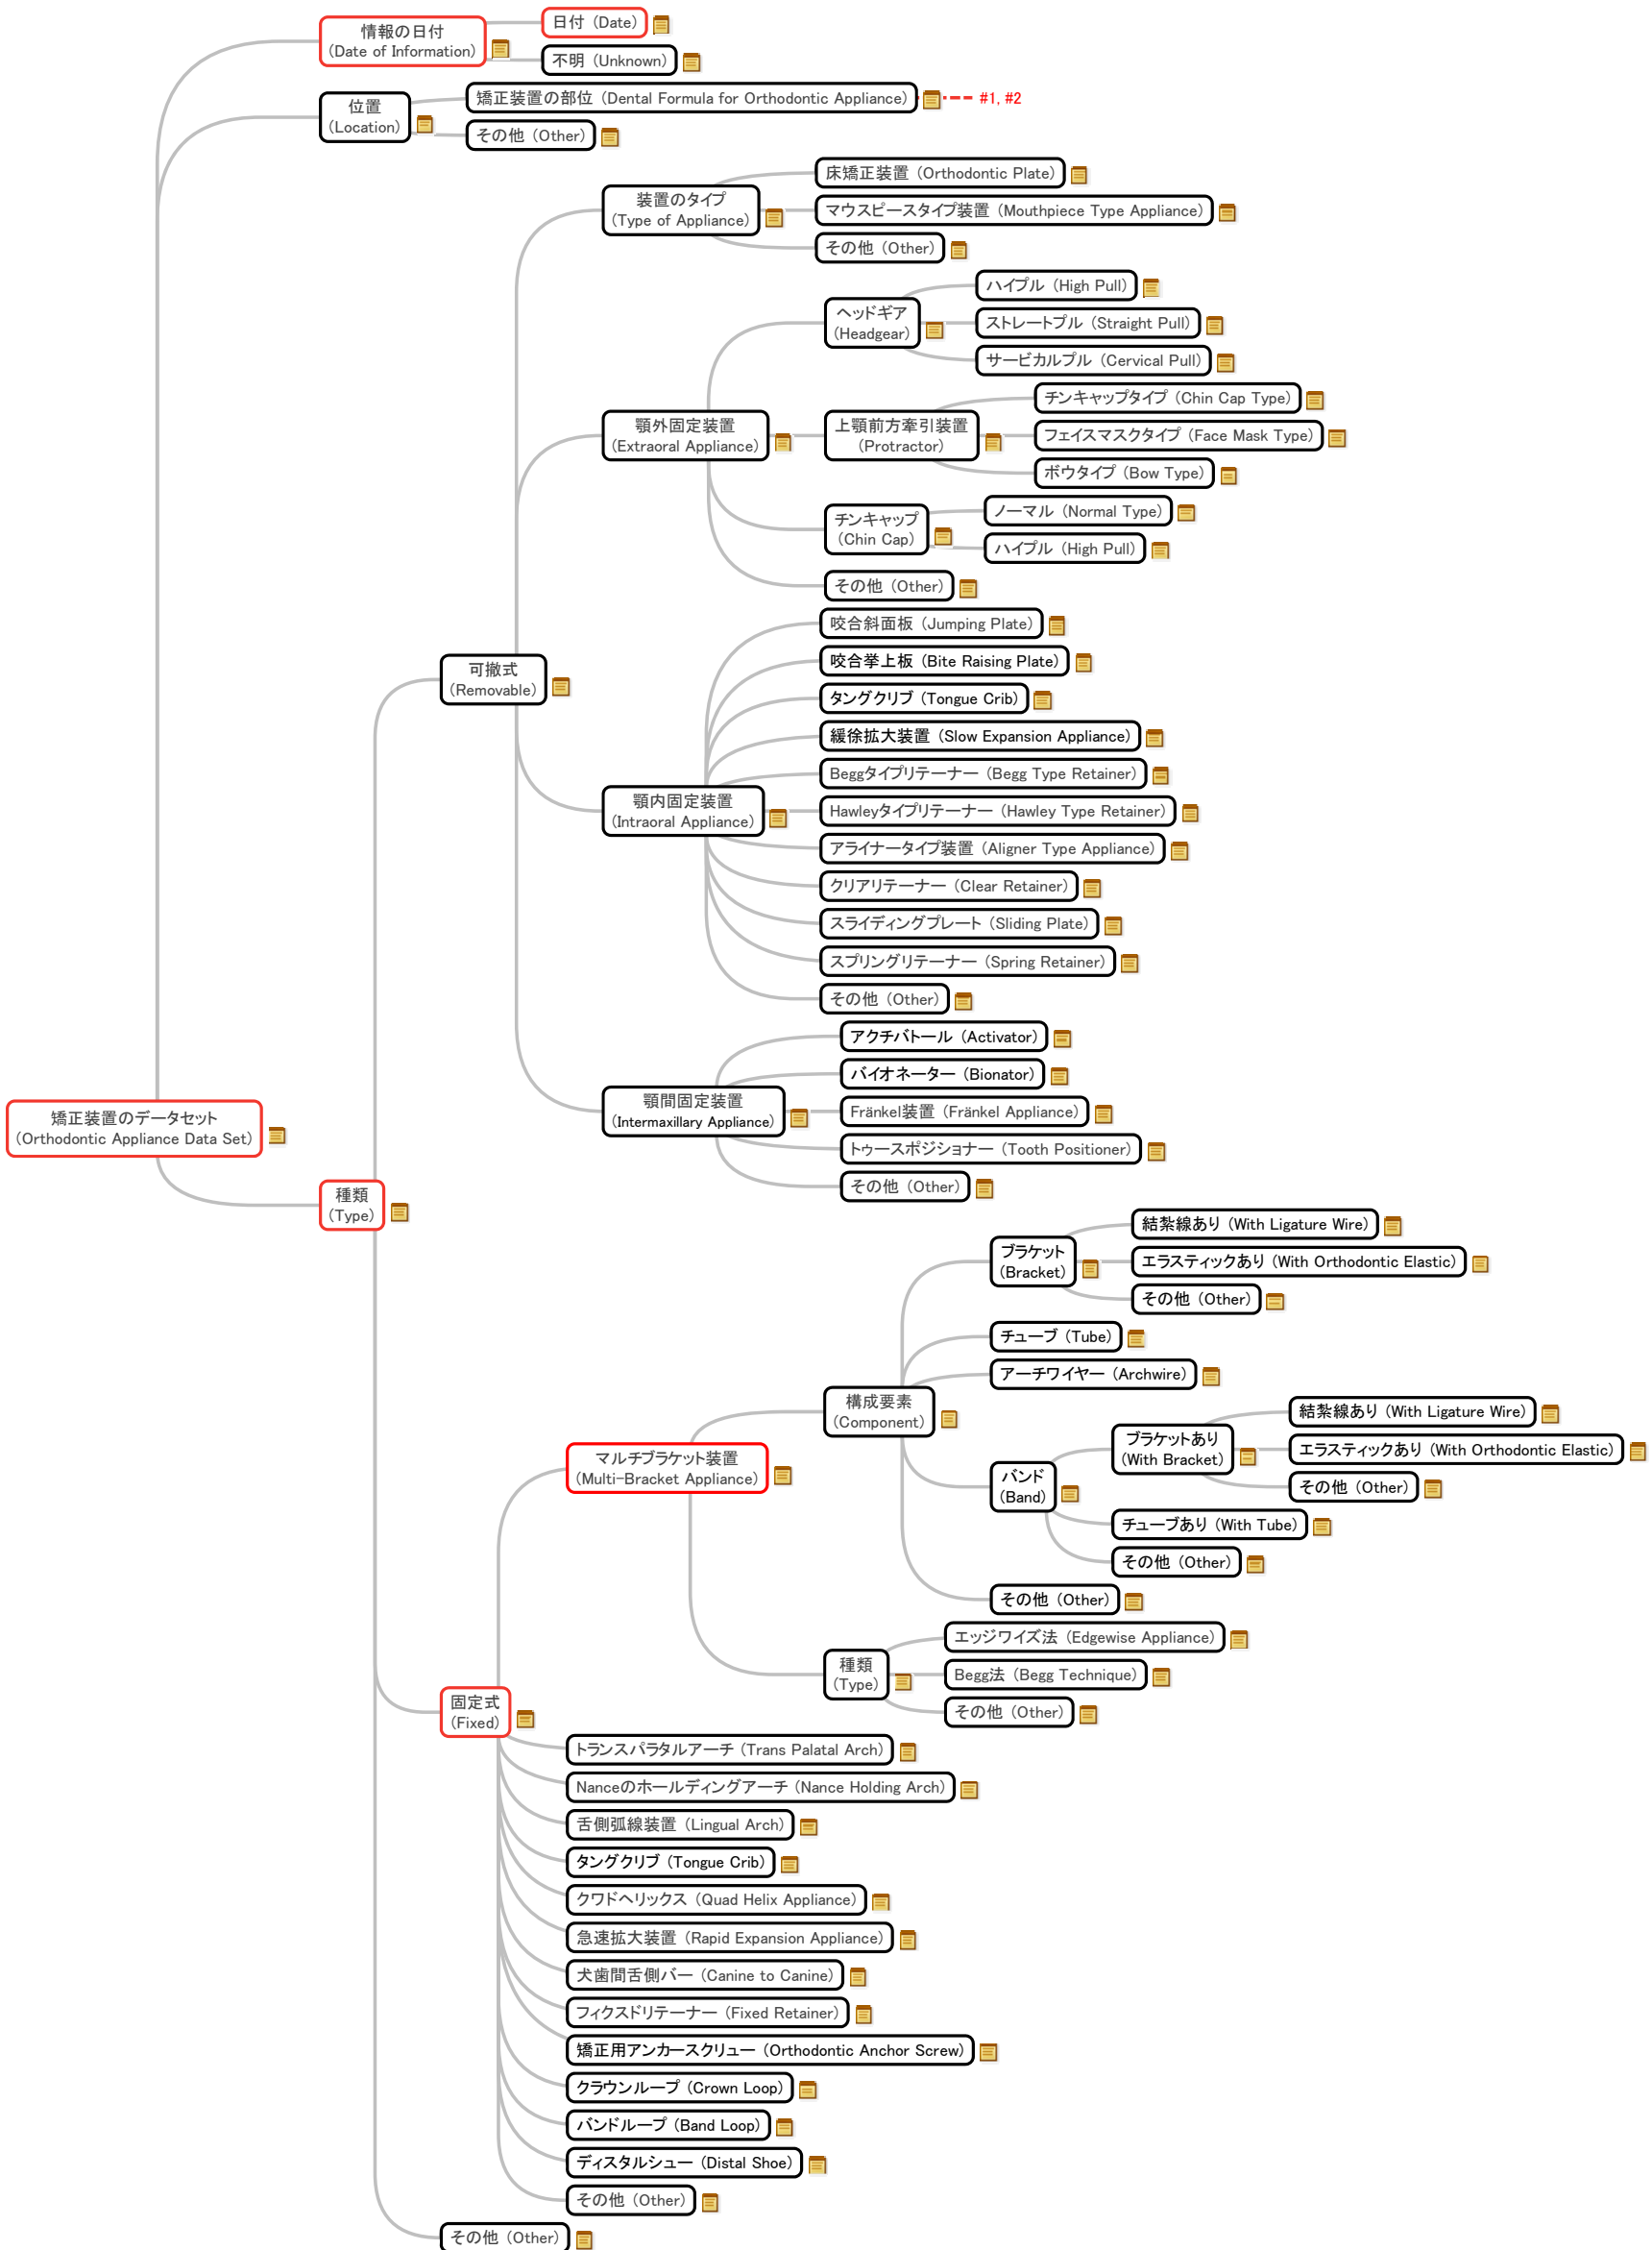 情報の日付
(Date of Information)
日付 (Date)
不明 (Unknown)
位置
(Location)
矯正装置の部位 (Dental Formula for Orthodontic Appliance)
#1, #2
その他 (Other)
装置のタイプ
(Type of Appliance)
床矯正装置 (Orthodontic Plate)
マウスピースタイプ装置 (Mouthpiece Type Appliance)
その他 (Other)
ヘッドギア
(Headgear)
ハイプル (High Pull)
ストレートプル (Straight Pull)
サービカルプル (Cervical Pull)
顎外固定装置
(Extraoral Appliance)
上顎前方牽引装置
(Protractor)
チンキャップタイプ (Chin Cap Type)
フェイスマスクタイプ (Face Mask Type)
ボウタイプ (Bow Type)
チンキャップ
(Chin Cap)
ノーマル (Normal Type)
ハイプル (High Pull)
その他 (Other)
可撤式
(Removable)
咬合斜面板 (Jumping Plate)
咬合挙上板 (Bite Raising Plate)
タングクリブ (Tongue Crib)
緩徐拡大装置 (Slow Expansion Appliance)
Beggタイプリテーナー (Begg Type Retainer)
顎内固定装置
(Intraoral Appliance)
Hawleyタイプリテーナー (Hawley Type Retainer)
アライナータイプ装置 (Aligner Type Appliance)
クリアリテーナー (Clear Retainer)
スライディングプレート (Sliding Plate)
スプリングリテーナー (Spring Retainer)
その他 (Other)
アクチバトール (Activator)
バイオネーター (Bionator)
顎間固定装置
(Intermaxillary Appliance)
Fränkel装置 (Fränkel Appliance)
トゥースポジショナー (Tooth Positioner)
その他 (Other)
矯正装置のデータセット
(Orthodontic Appliance Data Set)
種類
(Type)
ブラケット
(Bracket)
結紮線あり (With Ligature Wire)
エラスティックあり (With Orthodontic Elastic)
その他 (Other)
チューブ (Tube)
アーチワイヤー (Archwire)
構成要素
(Component)
マルチブラケット装置
(Multi-Bracket Appliance)
バンド
(Band)
ブラケットあり
(With Bracket)
結紮線あり (With Ligature Wire)
エラスティックあり (With Orthodontic Elastic)
その他 (Other)
チューブあり (With Tube)
その他 (Other)
その他 (Other)
種類
(Type)
エッジワイズ法 (Edgewise Appliance)
Begg法 (Begg Technique)
その他 (Other)
固定式
(Fixed)
トランスパラタルアーチ (Trans Palatal Arch)
Nanceのホールディングアーチ (Nance Holding Arch)
舌側弧線装置 (Lingual Arch)
タングクリブ (Tongue Crib)
クワドヘリックス (Quad Helix Appliance)
急速拡大装置 (Rapid Expansion Appliance)
犬歯間舌側バー (Canine to Canine)
フィクスドリテーナー (Fixed Retainer)
矯正用アンカースクリュー (Orthodontic Anchor Screw)
クラウンループ (Crown Loop)
バンドループ (Band Loop)
ディスタルシュー (Distal Shoe)
その他 (Other)
その他 (Other)